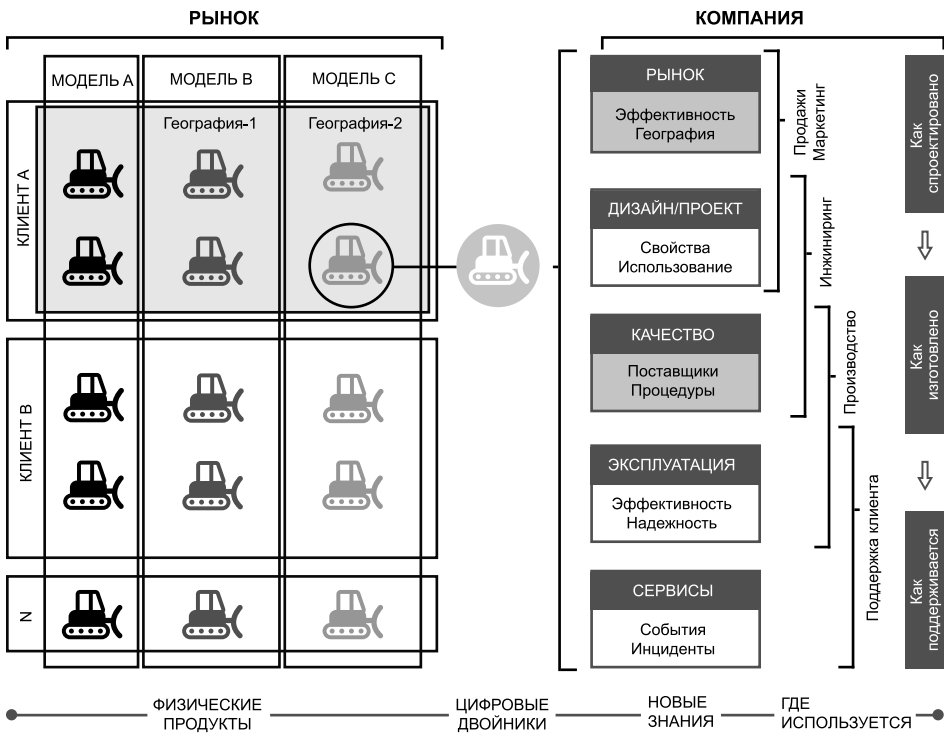 РЫНОК
КОМПАНИЯ
МОДЕЛЬ A
МОДЕЛЬ B
МОДЕЛЬ C
КЛИЕНТ A
География-1
География-2
КЛИЕНТ B
N
РЫНОК
Эффективность
География
ДИЗАЙН/ПРОЕКТ
Свойства
Использование
КАЧЕСТВО
Поставщики
Процедуры
ЭКСПЛУАТАЦИЯ
Эффективность
Надежность
СЕРВИСЫ
События
Инциденты
Продажи
Маркетинг
Инжиниринг
Производство
Поддержка клиента
Как
спроектировано
Как
изготовлено
Как
поддерживается
ФИЗИЧЕСКИЕ
ПРОДУКТЫ
ЦИФРОВЫЕ
ДВОЙНИКИ
НОВЫЕ
ЗНАНИЯ
ГДЕ
ИСПОЛЬЗУЕТСЯ